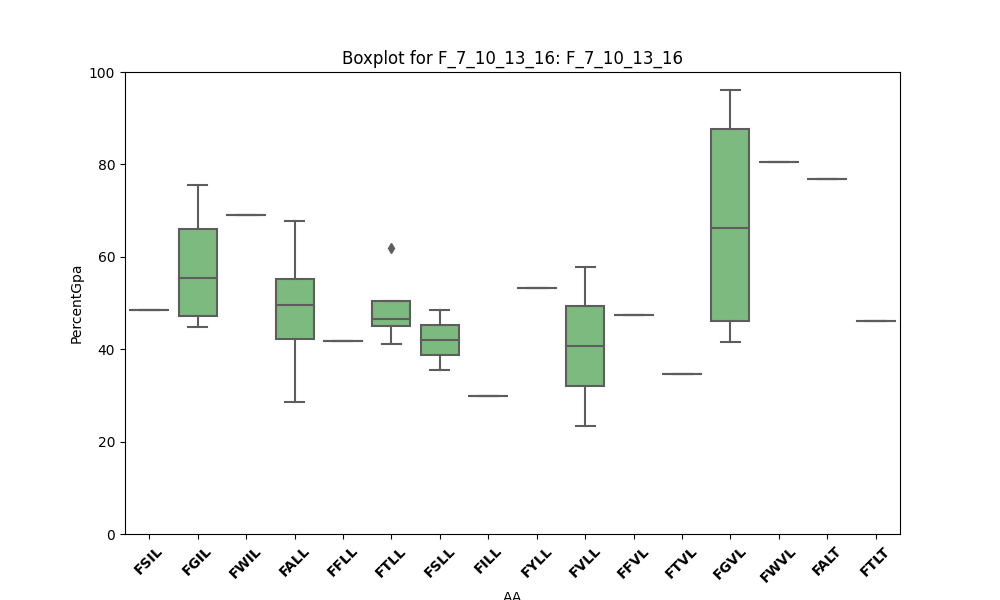 Boxplot for F_7_10_13_16: F_7_10_13_16
100
80
60
40
20
0
PercentGpa
FSIL FGIL FWIL FALL FFLL FTLL FSLL FILL FYLL FVLL FFVL FTVL FGVL FWVL FALT FTLT
AA